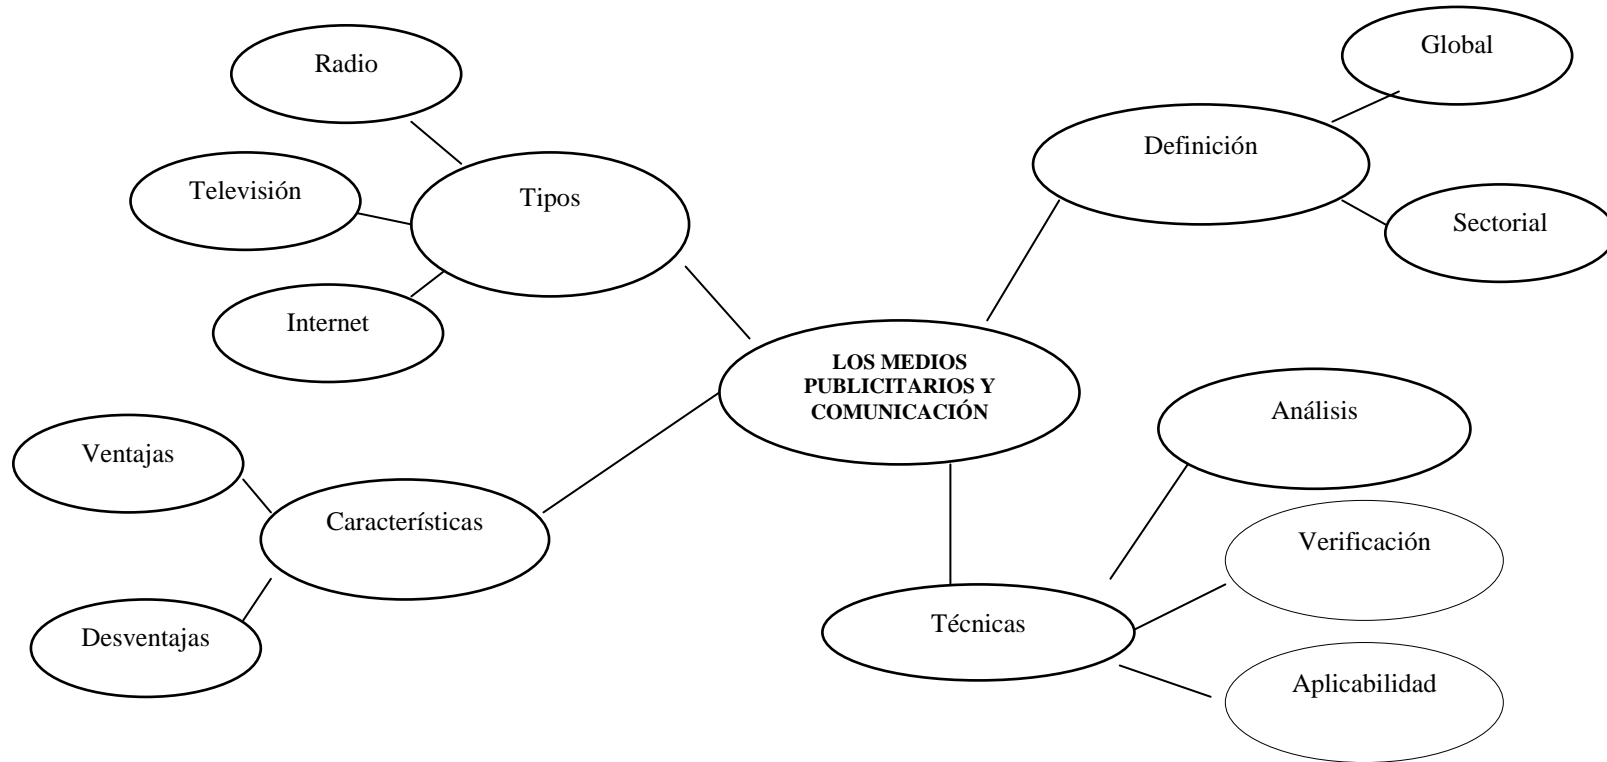 Global
Radio
Definición
Televisión
Tipos
Sectorial
Internet
LOS MEDIOS
PUBLICITARIOS Y
COMUNICACIÓN
Análisis
Ventajas
Características
Verificación
Técnicas
Desventajas
Aplicabilidad